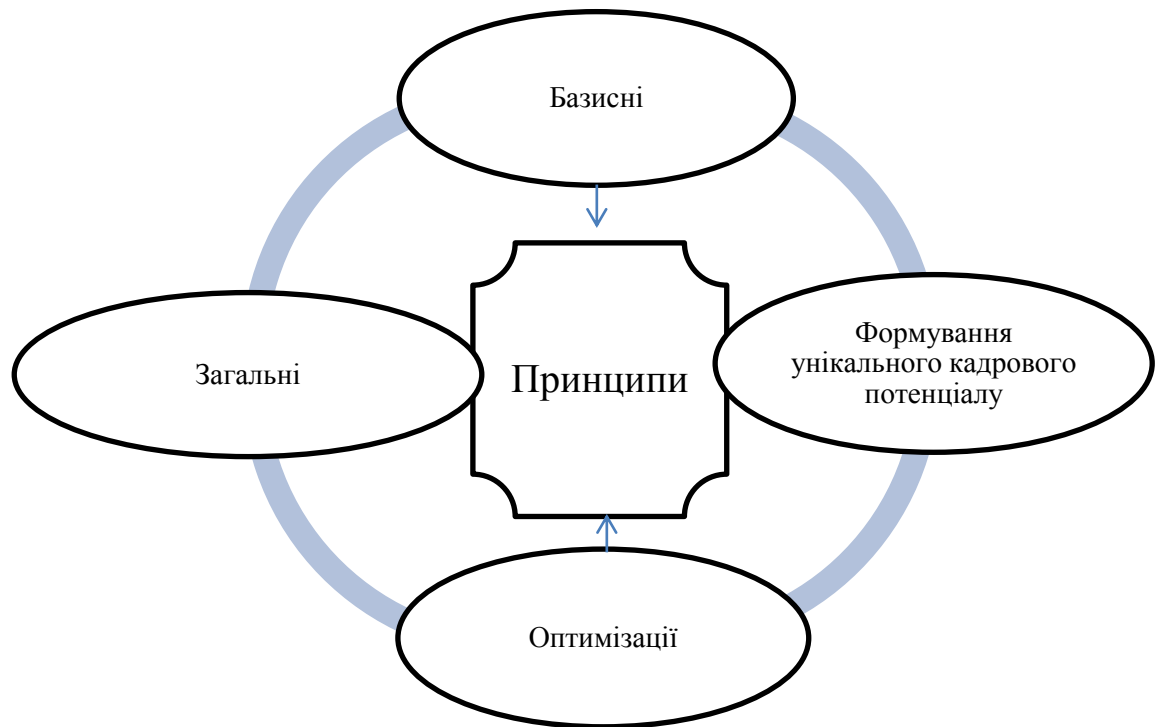 Базисні
Загальні
Принципи
Формування
унікального кадрового
потенціалу
Оптимізації